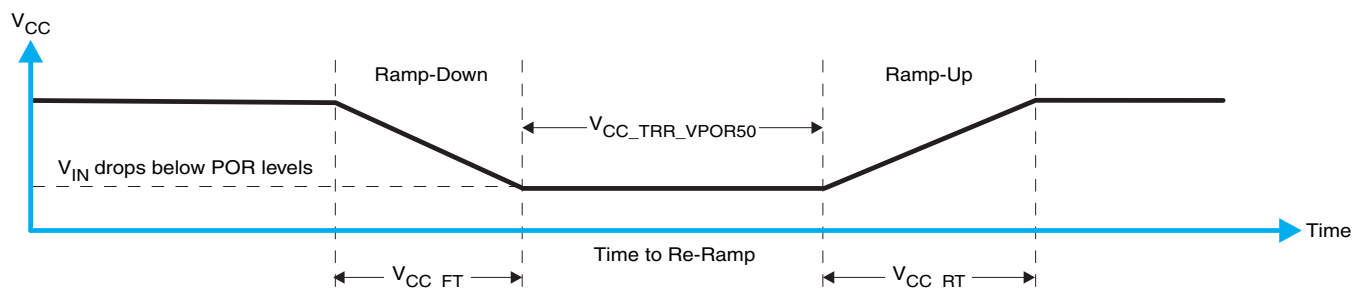 VCC
Ramp-Down
Ramp-Up
VCC_TRR_VPOR50
VIN drops below POR levels
Time
Time to Re-Ramp
VCC_FT
VCC_RT